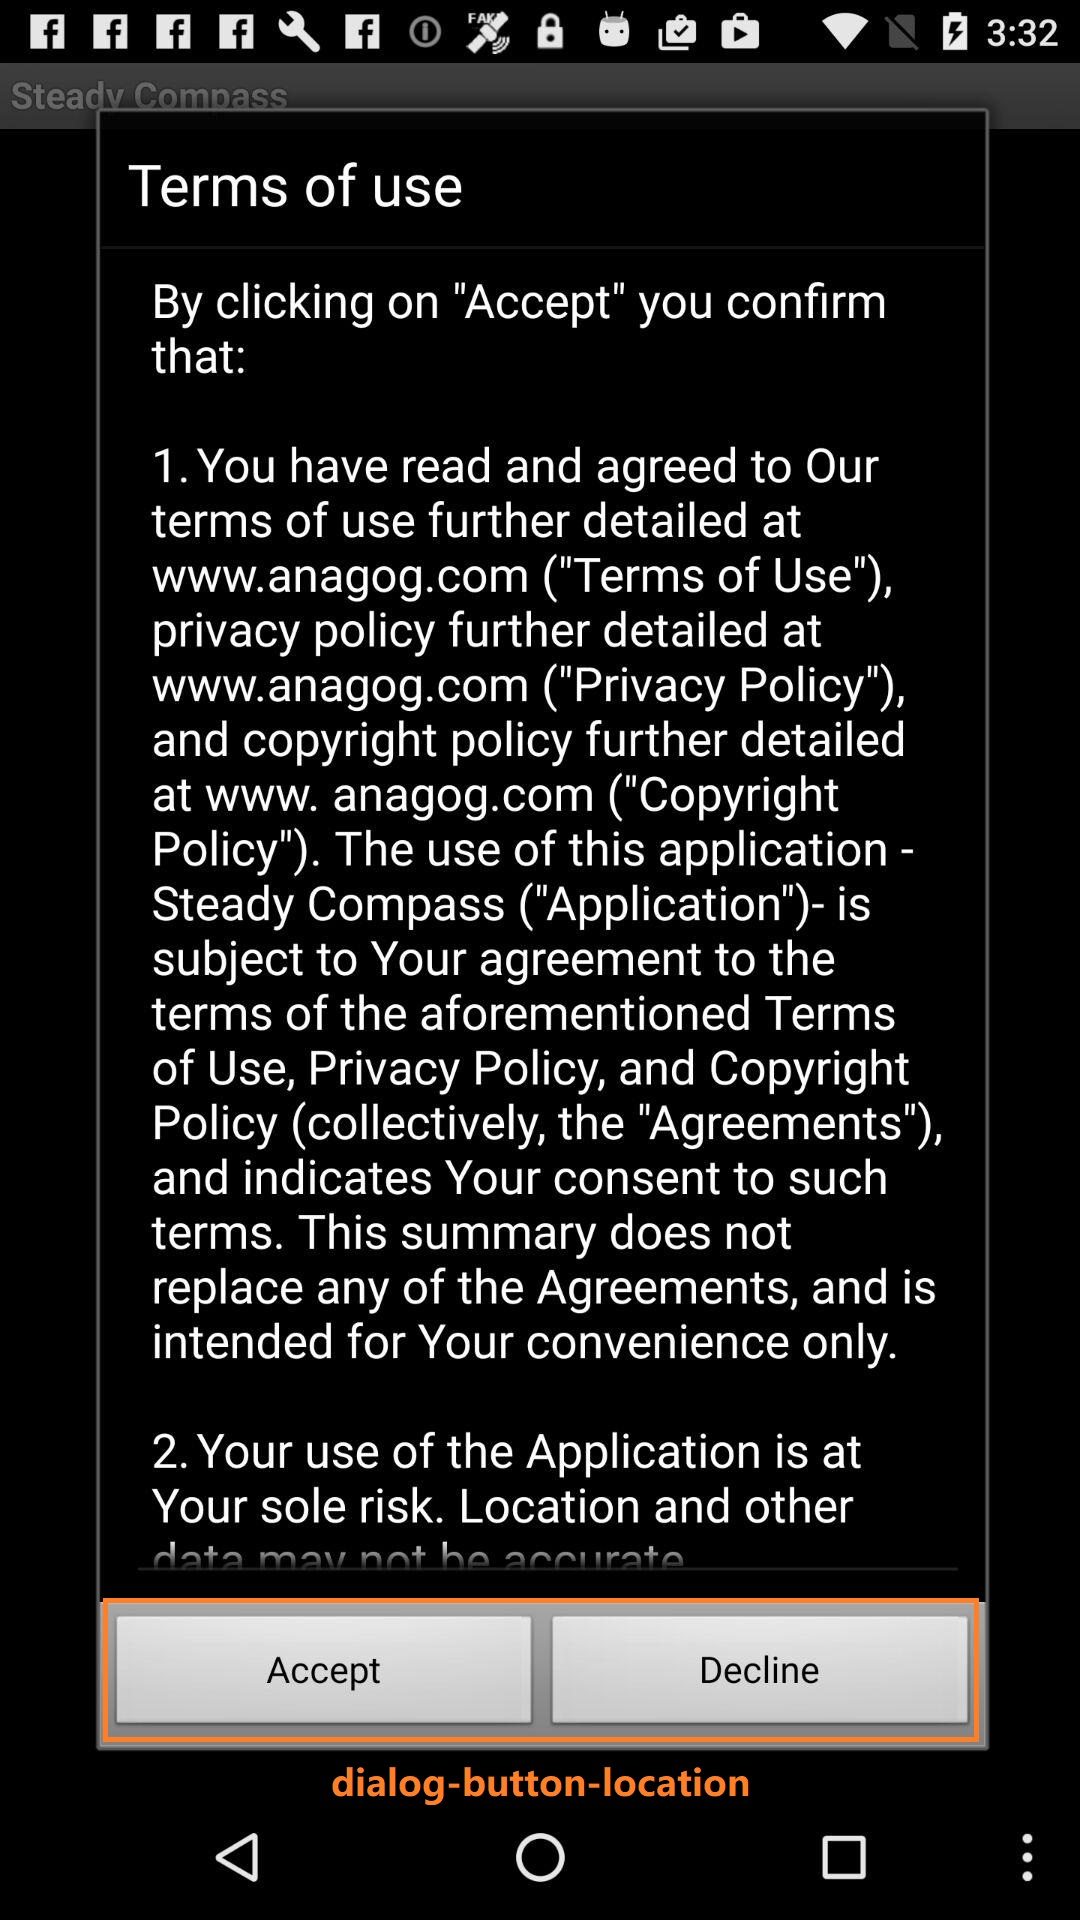 FAKE
3:32
Steady Compass
Terms of use
By clicking on "Accept" you confirm
that:
1. You have read and agreed to Our
terms of use further detailed at
www.anagog.com ("Terms of Use"),
privacy policy further detailed at
www.anagog.com ("Privacy Policy"),
and copyright policy further detailed
at www. anagog.com ("Copyright
Policy"). The use of this application -
Steady Compass ("Application")- is
subject to Your agreement to the
terms of the aforementioned Terms
of Use, Privacy Policy, and Copyright
Policy (collectively, the "Agreements"),
and indicates Your consent to such
terms. This summary does not
replace any of the Agreements, and is
intended for Your convenience only.
2. Your use of the Application is at
Your sole risk. Location and other
data may not be accurate
Accept
Decline
dialog-button-location